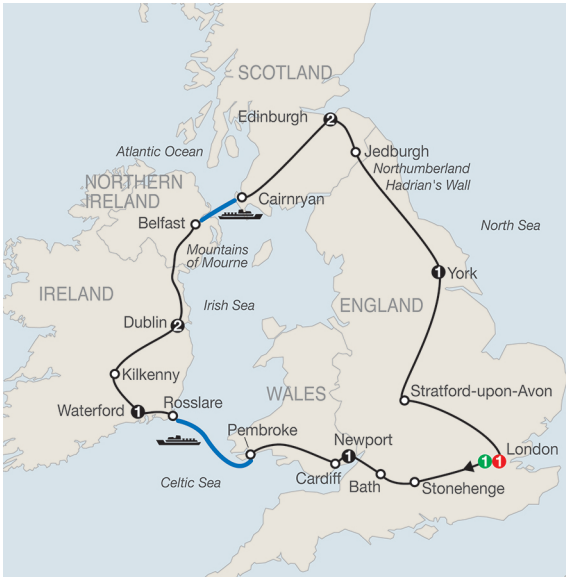 SCOTLAND
Edinburgh
2
Jedburgh
Atlantic Ocean
Northumberland
Hadrian's Wall
NORTHERN
IRELAND
Cairnryan
Belfast
North Sea
Mountains
of Mourne
York
1
IRELAND
Irish Sea
ENGLAND
Dublin
2
Kilkenny
WALES
Stratford-upon-Avon
Rosslare
Waterford
1
Pembroke
Newport
1
London
1
1
Celtic Sea
Cardiff
Bath
Stonehenge